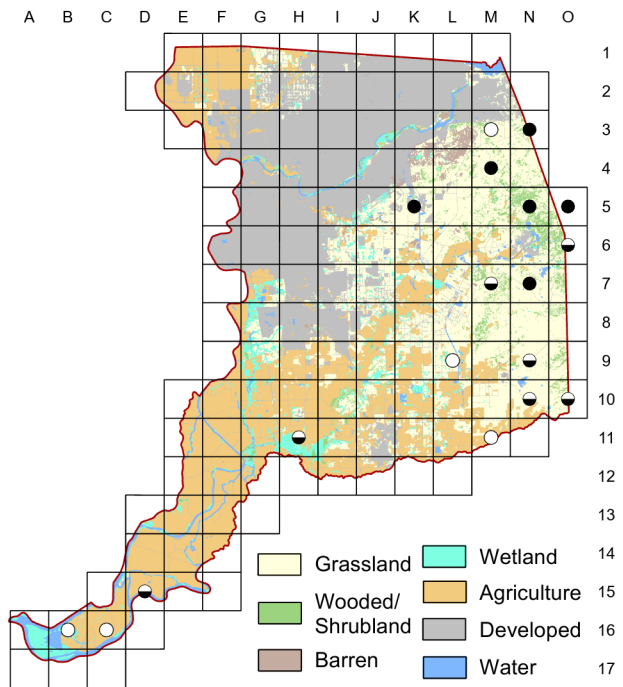 A B C D E F G H I J K L M N O
1
2
3
4
5
6
7
8
9
10
11
12
13
14
15
16
17
Grassland
Wooded/
Shrubland
Barren
Wetland
Agriculture
Developed
Water